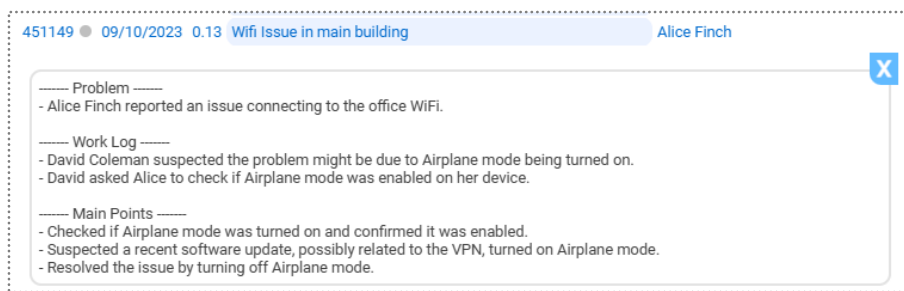 451149 09/10/2023 0.13 Wifi Issue in main building Alice Finch
X
------- Problem -------
- Alice Finch reported an issue connecting to the office WiFi.
------- Work Log -------
- David Coleman suspected the problem might be due to Airplane mode being turned on.
- David asked Alice to check if Airplane mode was enabled on her device.
------- Main Points -------
- Checked if Airplane mode was turned on and confirmed it was enabled.
- Suspected a recent software update, possibly related to the VPN, turned on Airplane mode.
- Resolved the issue by turning off Airplane mode.